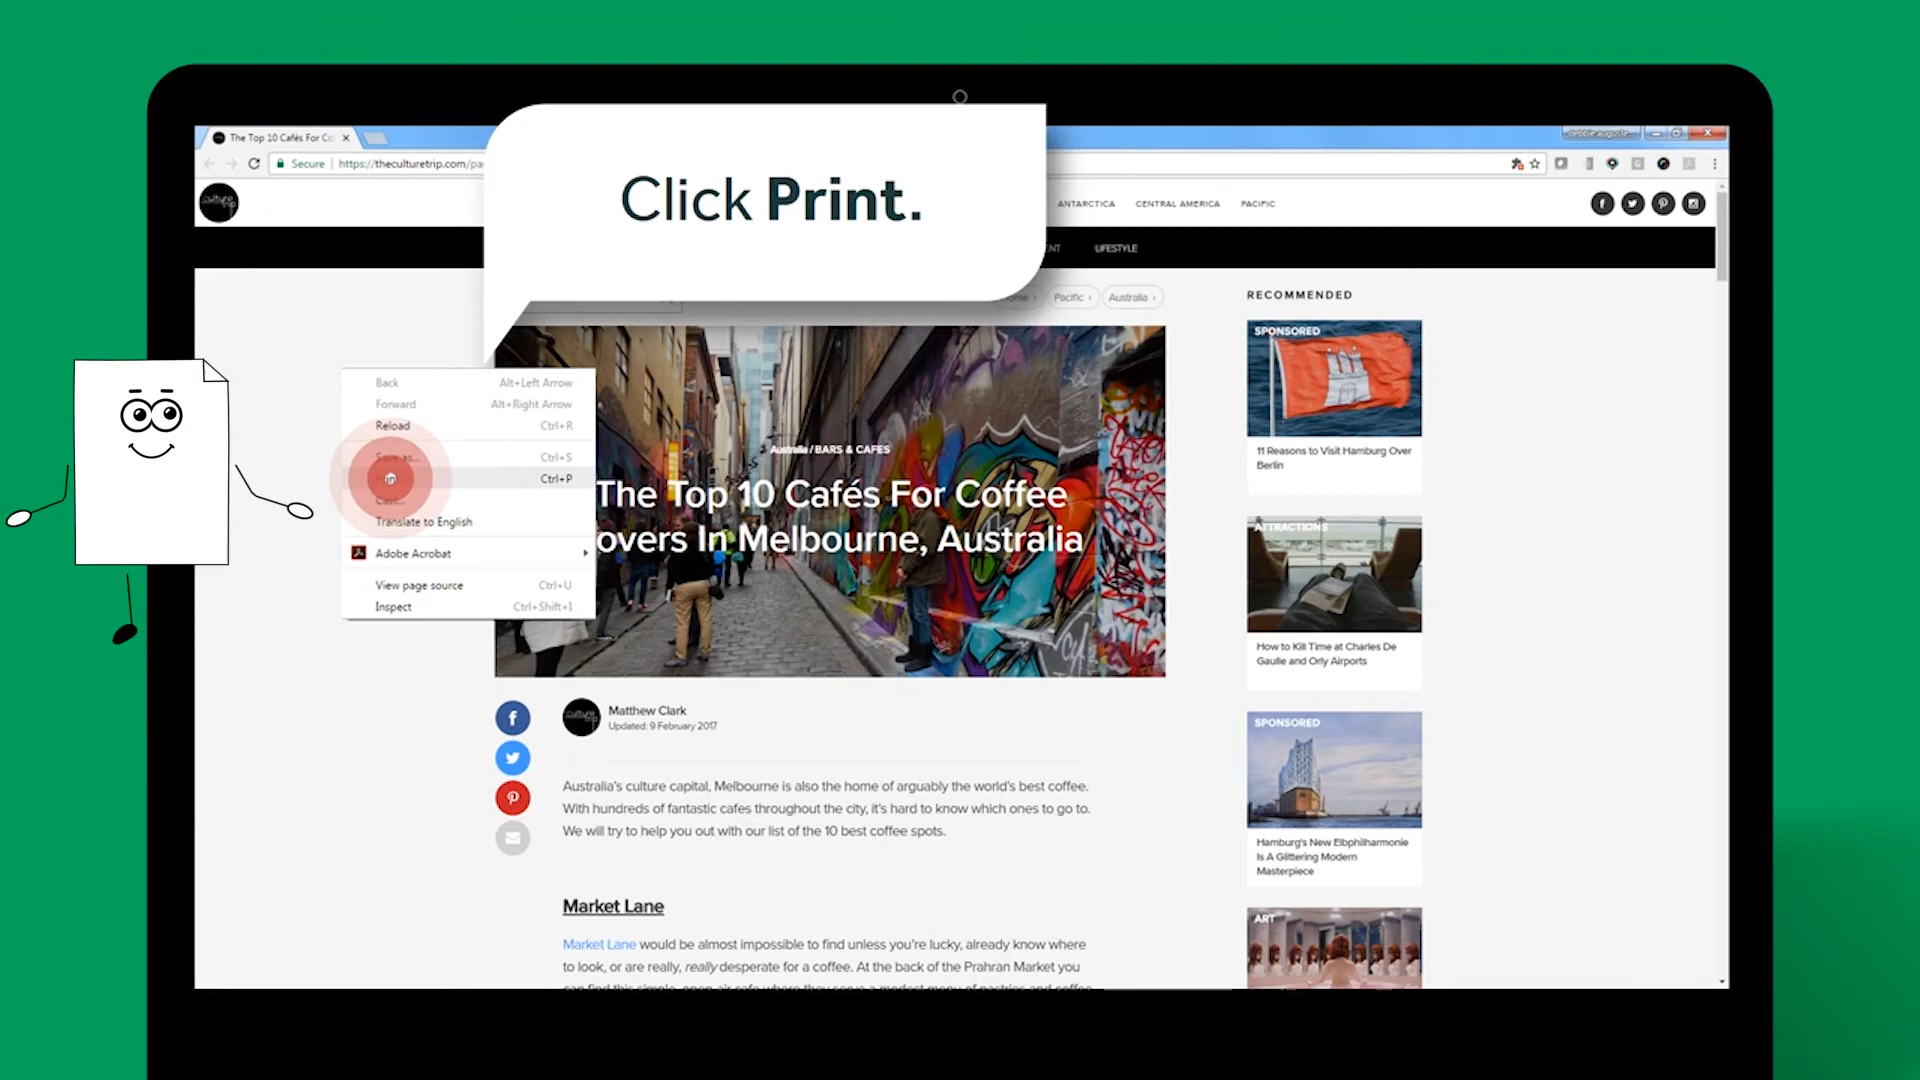 Click Print.
The Top 10 Cafés For Co
Secure
https://theculturetrip.com/pa
ANTARCTICA
CENTRAL AMERICA
PACIFIC
LIFESTYLE
Pacific ›
Australia ›
RECOMMENDED
Back Alt+Left Arrow
Forward Alt+Right Arrow
Reload Ctrl+R
Save as... Ctrl+S
Ctrl+P
Cast...
Translate to English
Adobe Acrobat
View page source Ctrl+U
Inspect Ctrl+Shift+I
Australia / BARS & CAFES
The Top 10 Cafés For Coffee
overs In Melbourne, Australia
Matthew Clark
Updated: 9 February 2017
Australia's culture capital, Melbourne is also the home of arguably the world's best coffee.
With hundreds of fantastic cafes throughout the city, it's hard to know which ones to go to.
We will try to help you out with our list of the 10 best coffee spots.
Market Lane
Market Lane would be almost impossible to find unless you're lucky, already know where
to look, or are really, really desperate for a coffee. At the back of the Prahran Market you
SPONSORED
11 Reasons to Visit Hamburg Over
Berlin
ATTRACTIONS
How to Kill Time at Charles De
Gaulle and Orly Airports
SPONSORED
Hamburg's New Elbphilharmonie
Is A Glittering Modern
Masterpiece
ART